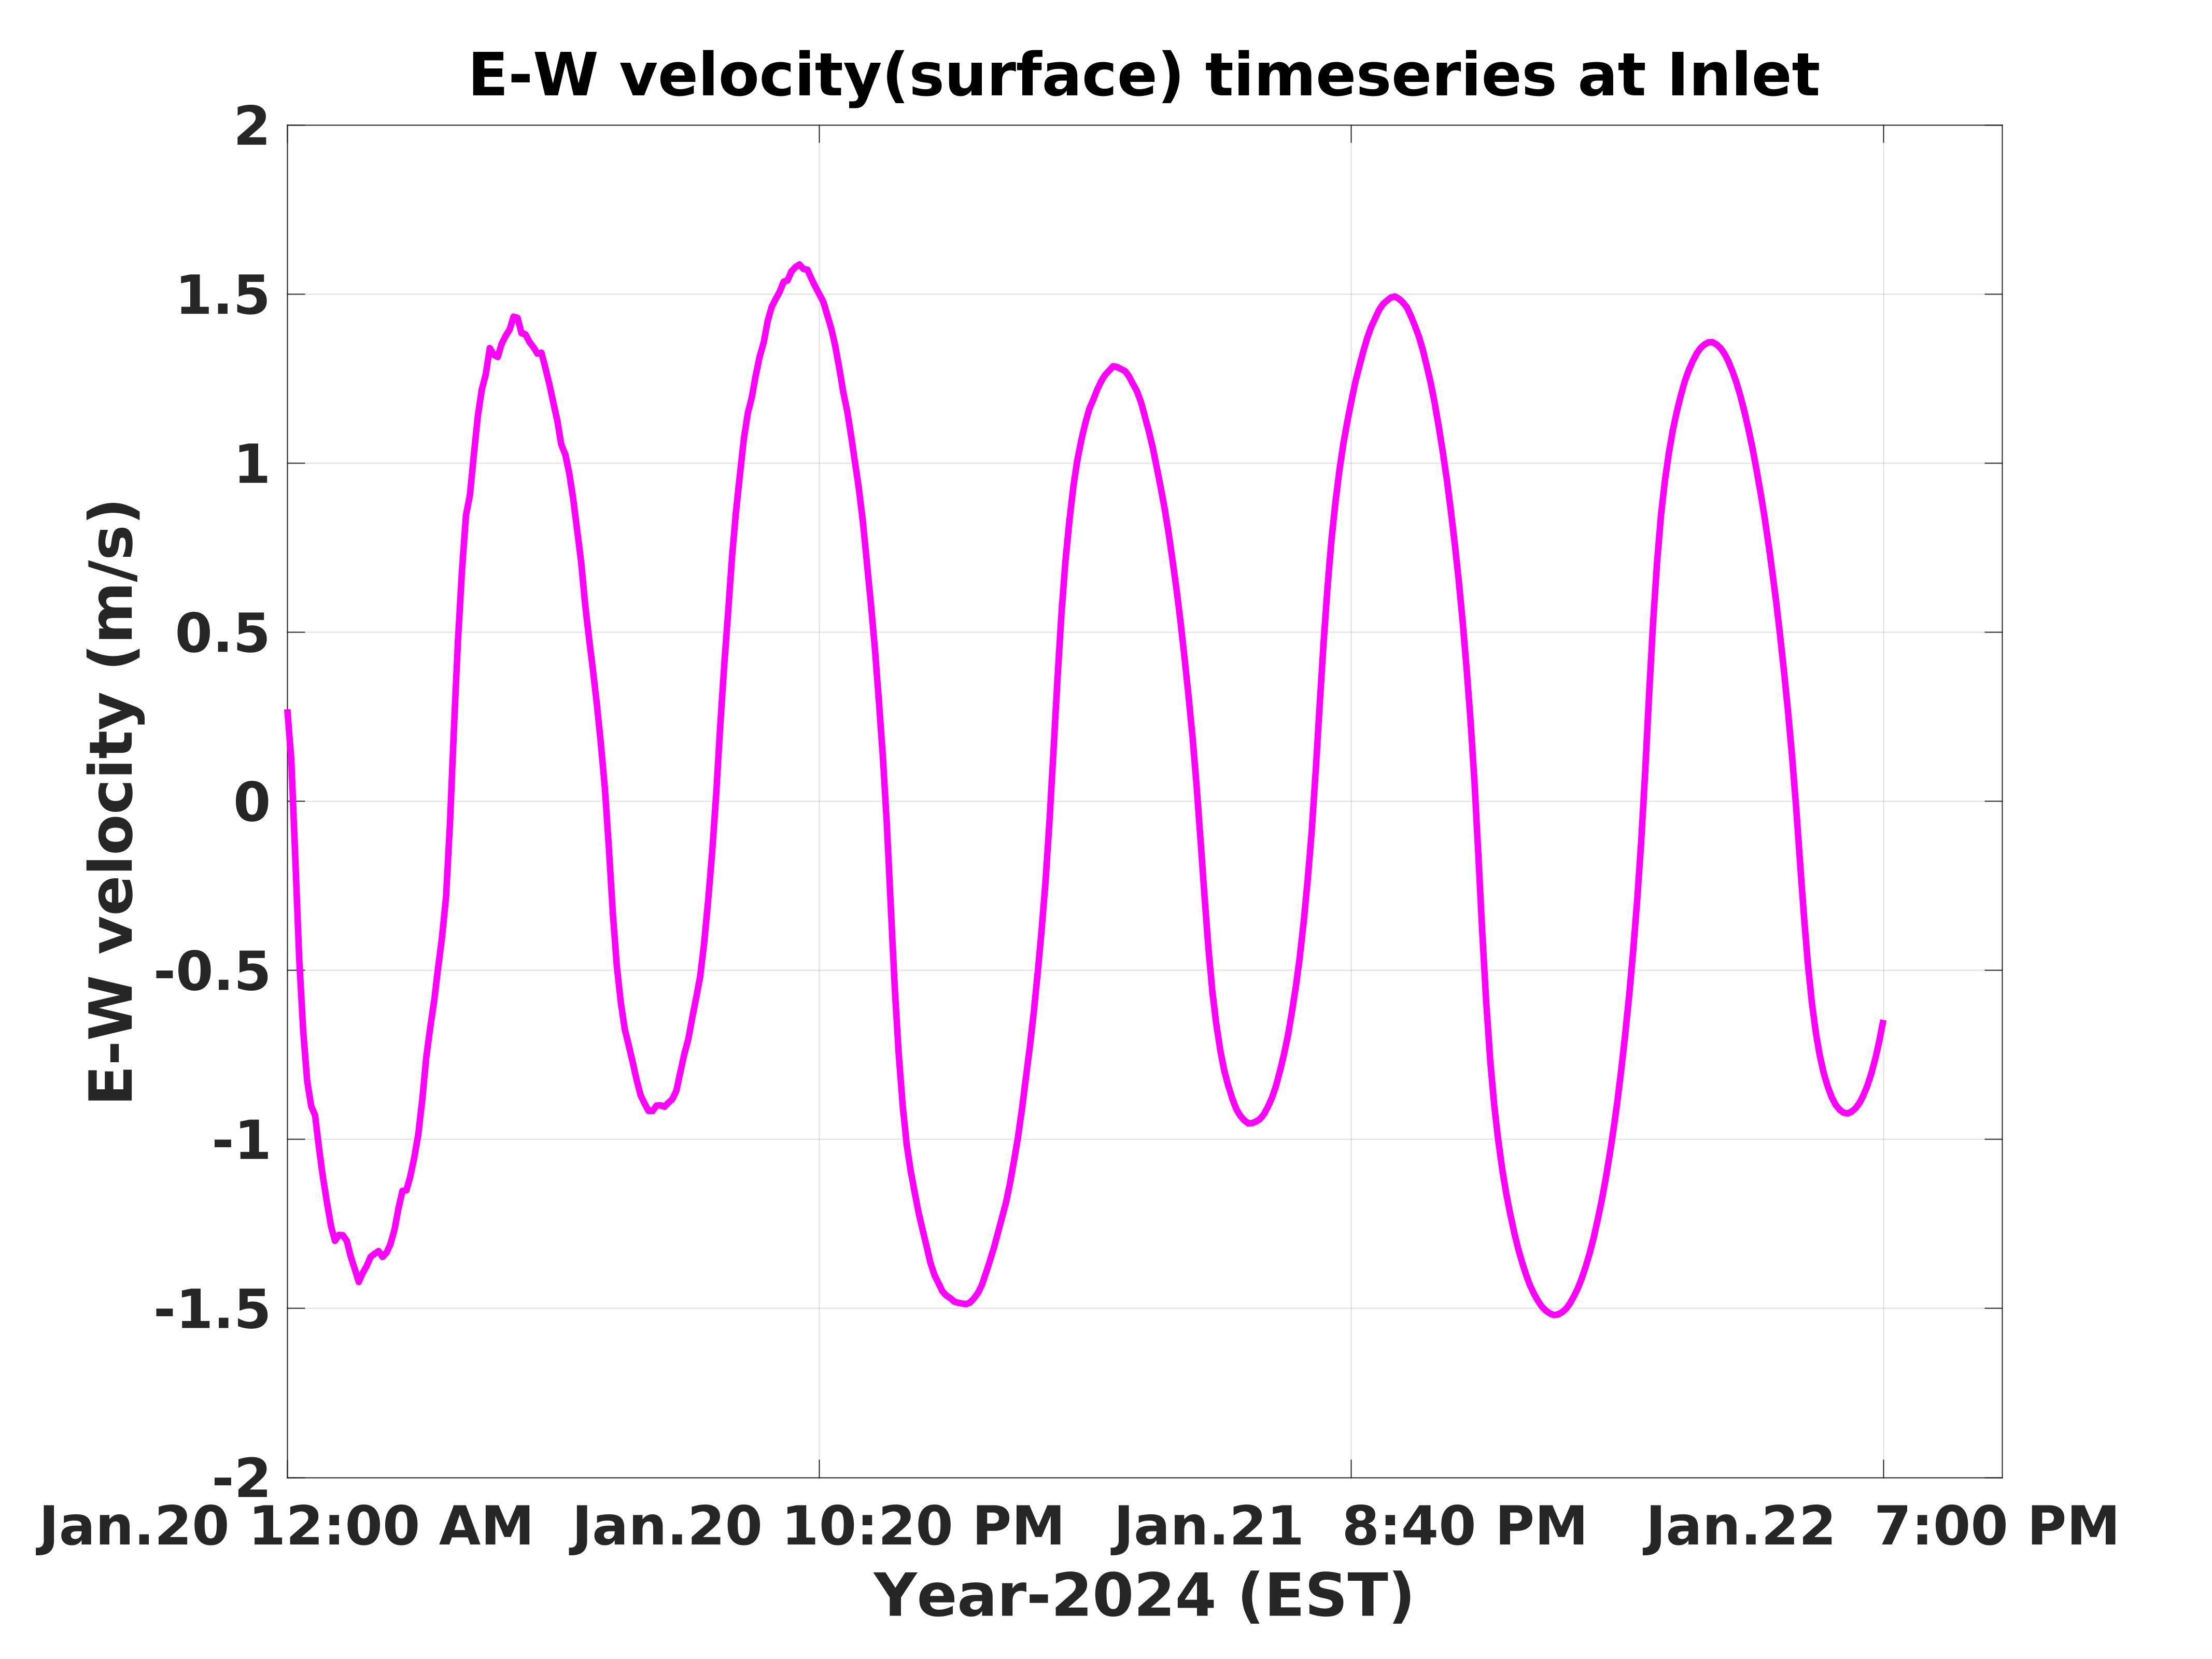 E-W velocity(surface) timeseries at Inlet
E-W velocity (m/s)
2
1.5
1
0.5
0
-0.5
-1
-1.5
-2
Jan.20 12:00 AM Jan.20 10:20 PM Jan.21 8:40 PM Jan.22 7:00 PM
Year-2024 (EST)